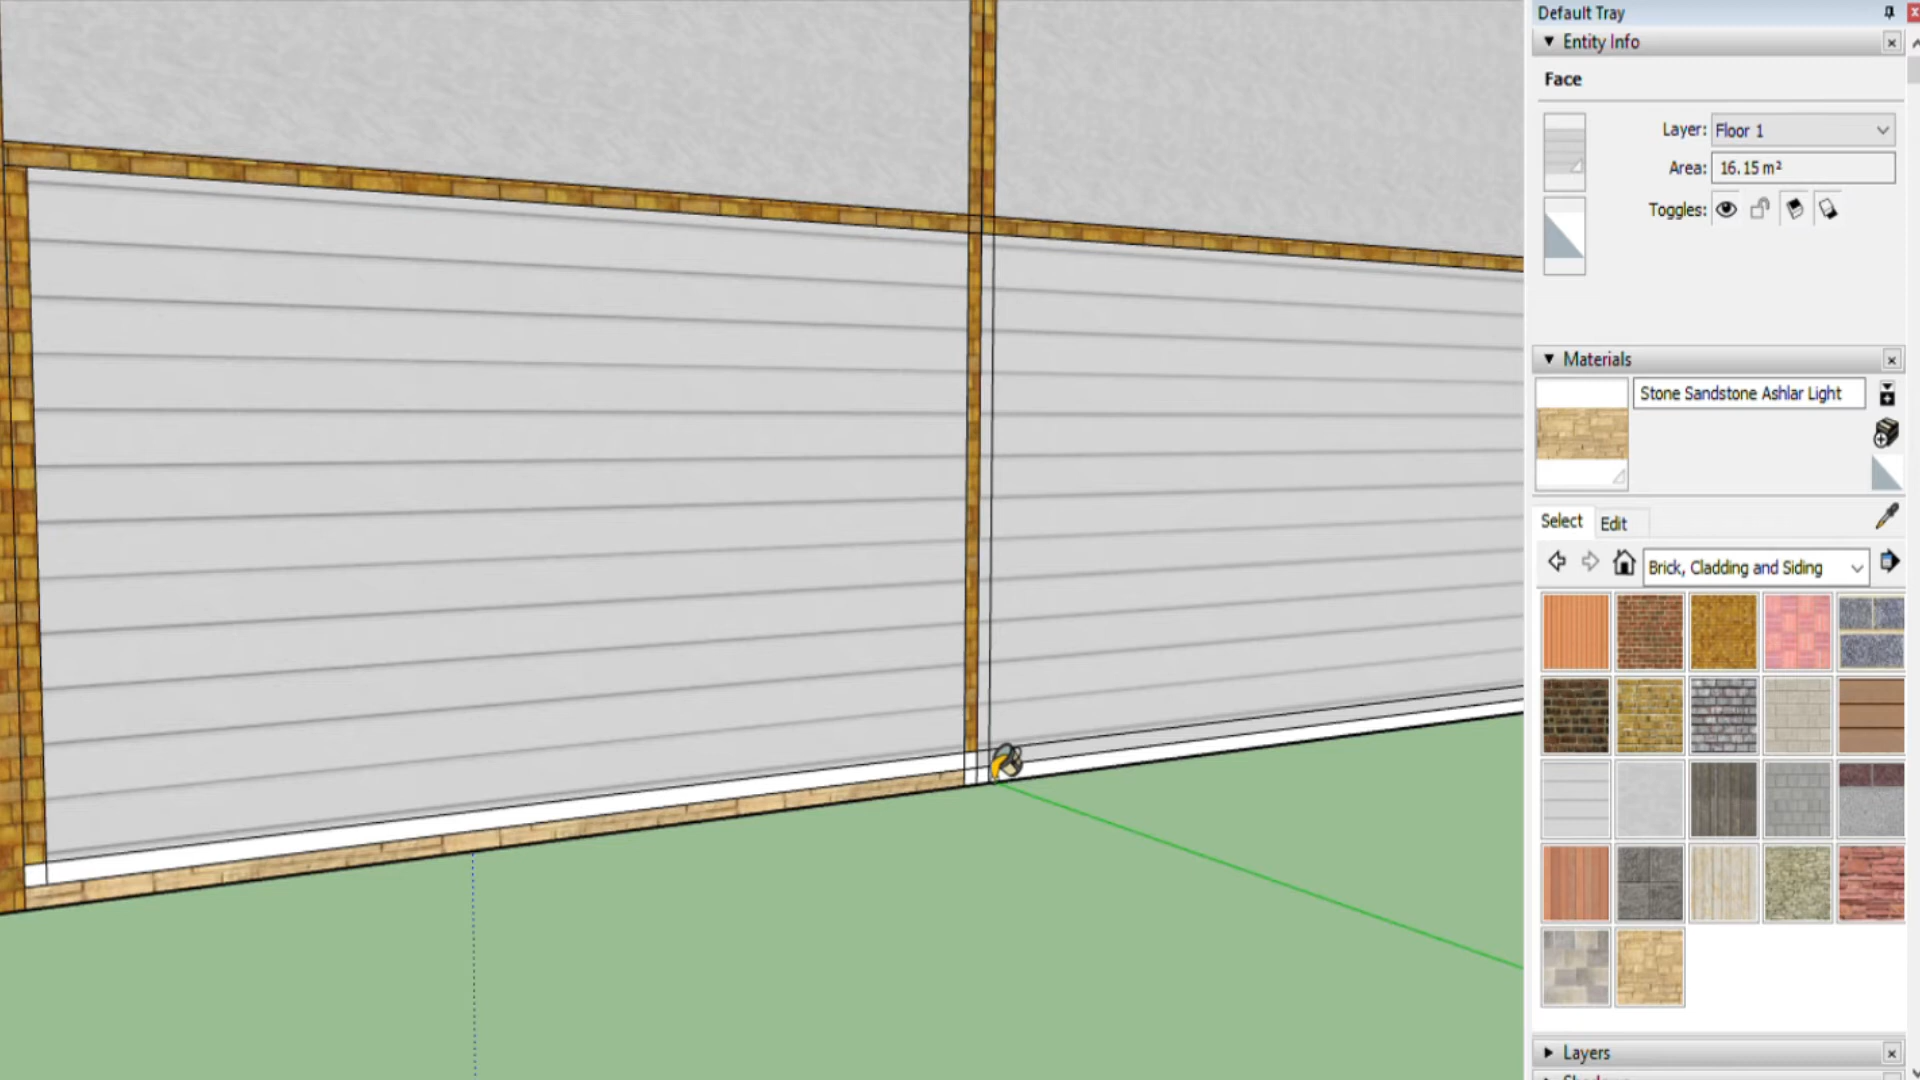 Default Tray
Entity Info
Face
Layer: Floor 1
Area: 16.15 m²
Toggles:
Materials
Stone Sandstone Ashlar Light
Select Edit
Brick, Cladding and Siding
Layers